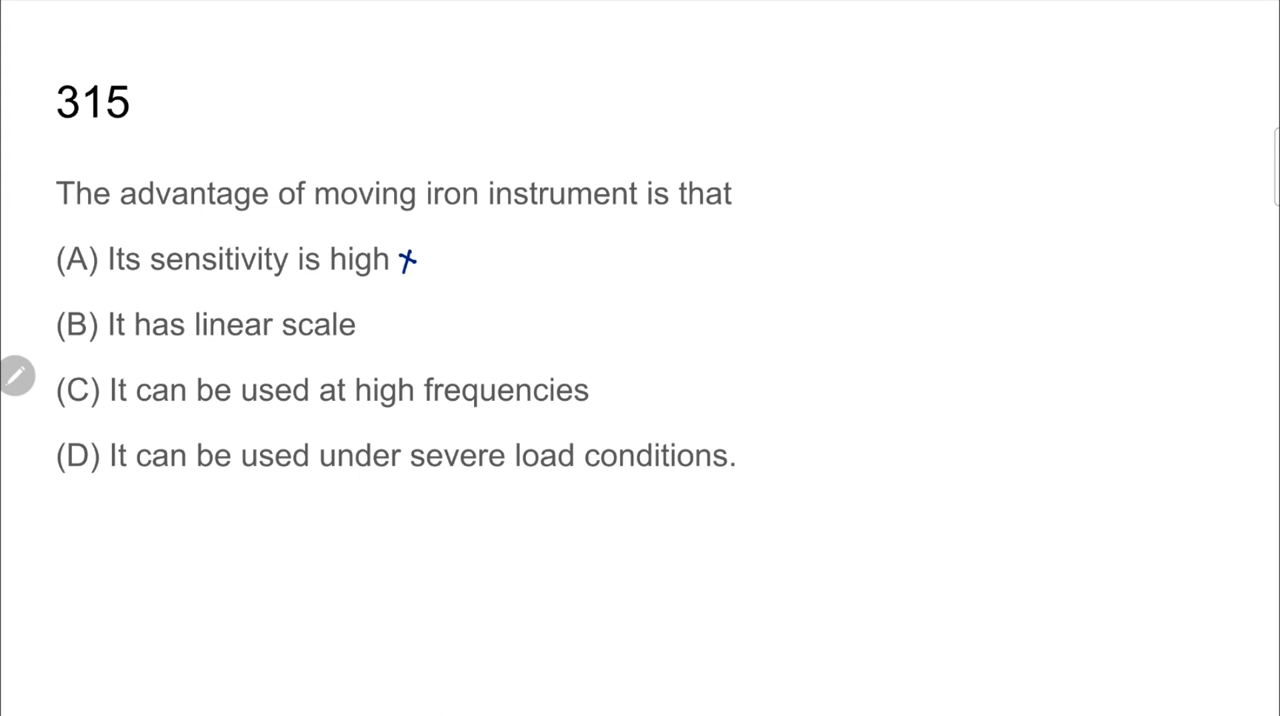 315
The advantage of moving iron instrument is that
(A) Its sensitivity is high ×
(B) It has linear scale
(C) It can be used at high frequencies
(D) It can be used under severe load conditions.